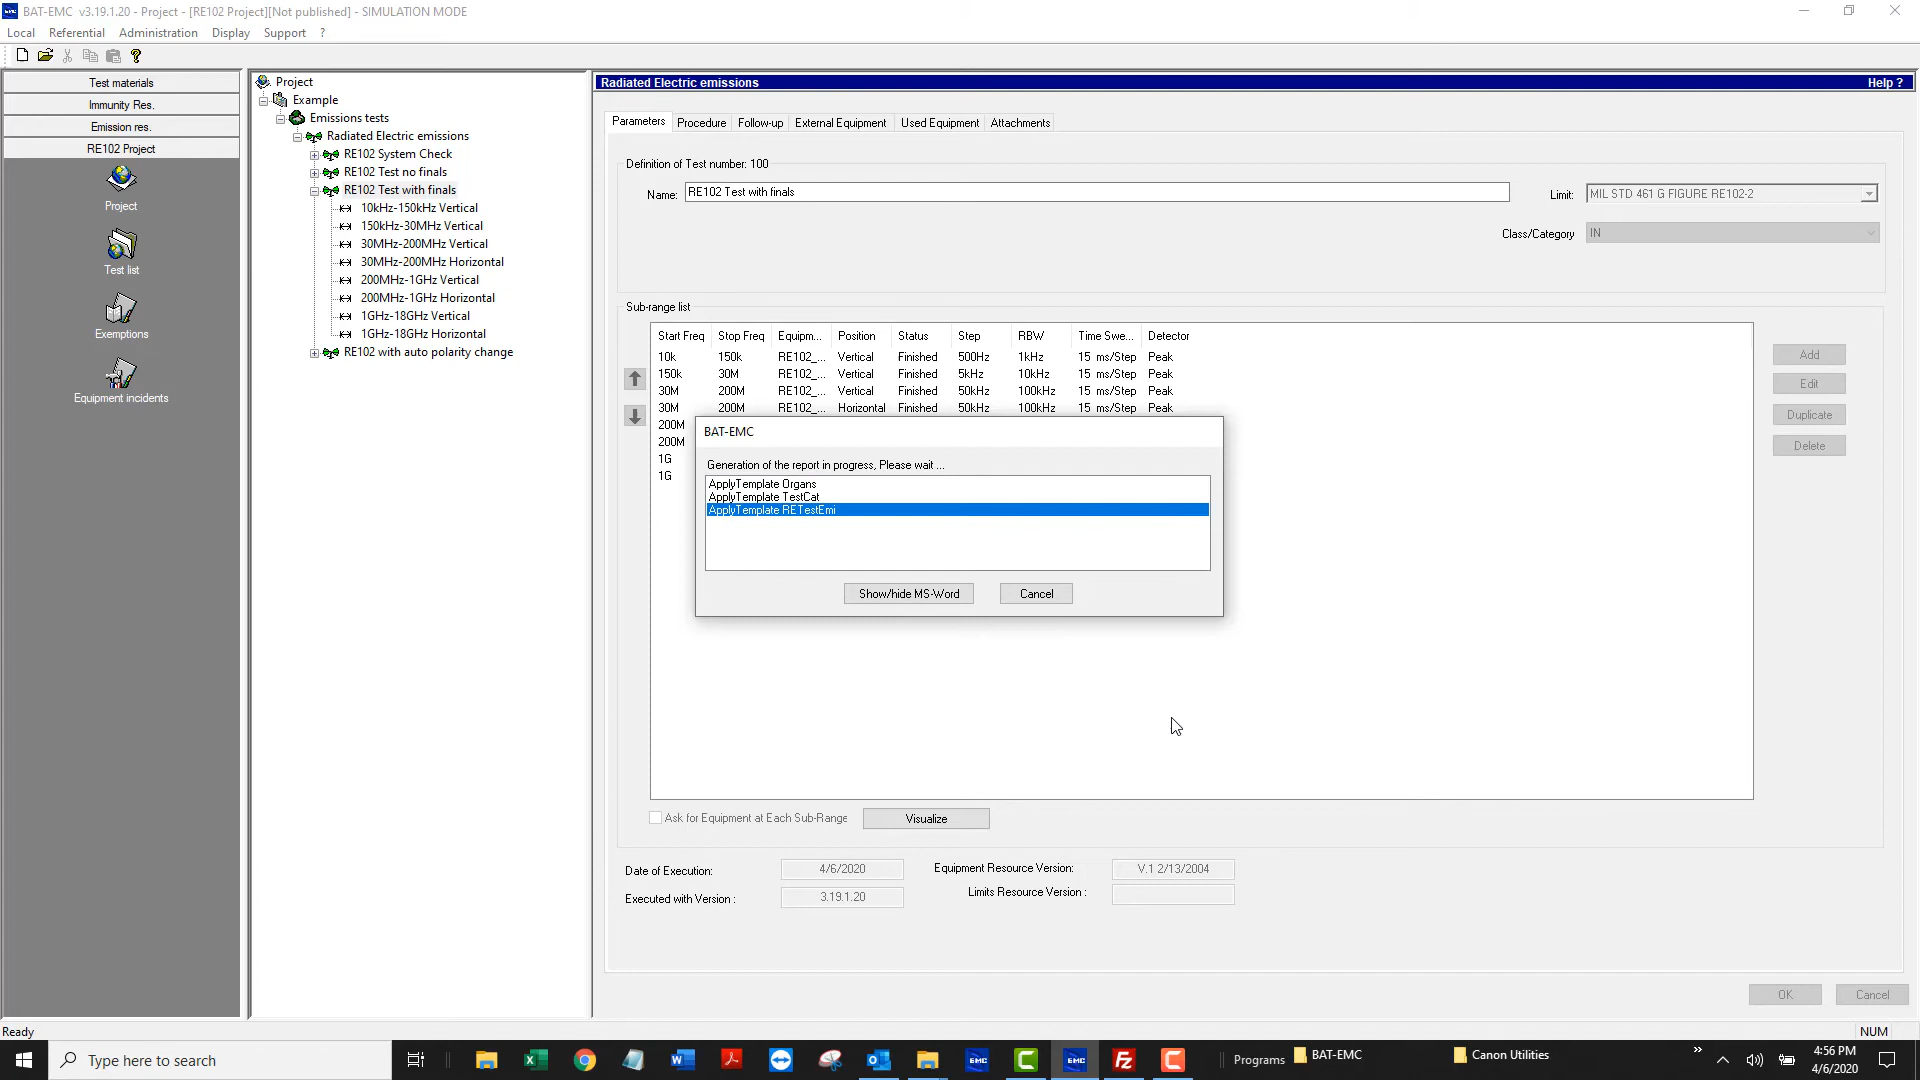 BAT-EMC v3.19.1.20 - Project - [RE102 Project][Not published] - SIMULATION MODE
Local Referential Administration Display Support ?
Test materials
Immunity Res.
Emission res.
RE102 Project
Project
Test list
Exemptions
Equipment incidents
Project
Example
Emissions tests
Radiated Electric emissions
RE102 System Check
RE102 Test no finals
RE102 Test with finals
10kHz-150kHz Vertical
150kHz-30MHz Vertical
30MHz-200MHz Vertical
30MHz-200MHz Horizontal
200MHz-1GHz Vertical
200MHz-1GHz Horizontal
1GHz-18GHz Vertical
1GHz-18GHz Horizontal
RE102 with auto polarity change
Radiated Electric emissions Help ?
Parameters Procedure Follow-up External Equipment Used Equipment Attachments
Definition of Test number: 100
Name: RE102 Test with finals Limit: MIL STD 461 G FIGURE RE102-2
Class/Category IN
Sub-range list
Start Freq Stop Freq Equipm... Position Status Step RBW Time Swe... Detector
10k 150k RE102_... Vertical Finished 500Hz 1kHz 15 ms/Step Peak
150k 30M RE102_... Vertical Finished 5kHz 10kHz 15 ms/Step Peak
30M 200M RE102_... Vertical Finished 50kHz 100kHz 15 ms/Step Peak
30M 200M RE102_... Horizontal Finished 50kHz 100kHz 15 ms/Step Peak
200M
200M
1G
1G
Add
Edit
Duplicate
Delete
BAT-EMC
Generation of the report in progress, Please wait ...
ApplyTemplate Organs
ApplyTemplate TestCat
ApplyTemplate RETestEmi
Show/hide MS-Word Cancel
Ask for Equipment at Each Sub-Range Visualize
Date of Execution: 4/6/2020 Equipment Resource Version: V.1 2/13/2004
Executed with Version : 3.19.1.20 Limits Resource Version :
OK Cancel
Ready NUM
Type here to search Programs BAT-EMC Canon Utilities » 4:56 PM
4/6/2020